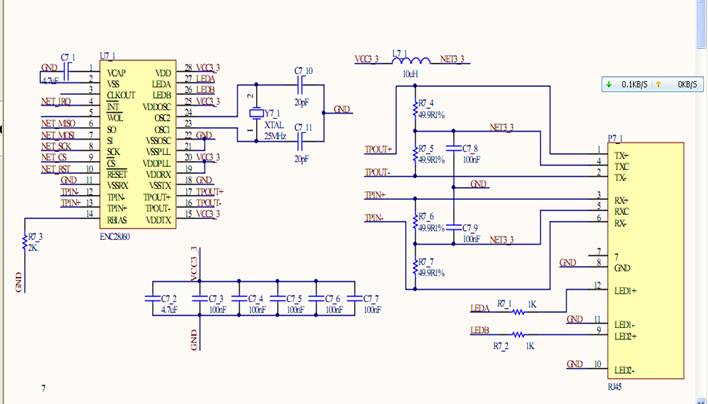 U7_1
GND
C7_1
4.7uF
1 VCAP
2 VSS
3 CLKOUT
NET_IRQ 4 INT
5 WOL
NET_MISO 6 SO
NET_MOSI 7 SI
NET_SCK 8 SCK
NET_CS 9 CS
NET_RST 10 RESET
GND 11 VSSRX
TPIN- 12 TPIN-
TPIN+ 13 TPIN+
14 RBIAS
VDD 28 VCC3_3
LEDA 27 LEDA
LEDB 26 LEDB
VDDOSC 25 VCC3_3
OSC2 24
OSC1 23
VSSOSC 22 GND
VSSPLL 21
VDDPLL 20 VCC3_3
VDDRX 19
VSSTX 18 GND
TPOUT+ 17 TPOUT+
TPOUT- 16 TPOUT-
VDDTX 15 VCC3_3
ENC28J60
R7_3
2K
GND
C7_10
20pF
2
Y7_1
XTAL
1
25MHz
GND
C7_11
20pF
VCC3_3
C7_2
4.7uF
C7_3
100nF
C7_4
100nF
C7_5
100nF
C7_6
100nF
C7_7
100nF
GND
VCC3_3 L7_1 NET3_3
10uH
0.1KB/S 0KB/S
R7_4
49.9R1%
NET3_3
TPOUT+
R7_5
49.9R1%
C7_8
100nF
TPOUT-
GND
TPIN+
R7_6
49.9R1%
TPIN-
C7_9
100nF
NET3_3
R7_7
49.9R1%
P7_1
1 TX+
4 TXC
2 TX-
3 RX+
5 RXC
6 RX-
7 7
GND 8 GND
12 LED1+
LEDA R7_1 1K
GND 11 LED1-
LEDB 9 LED2+
R7_2 1K
GND 10 LED2-
RJ45
7